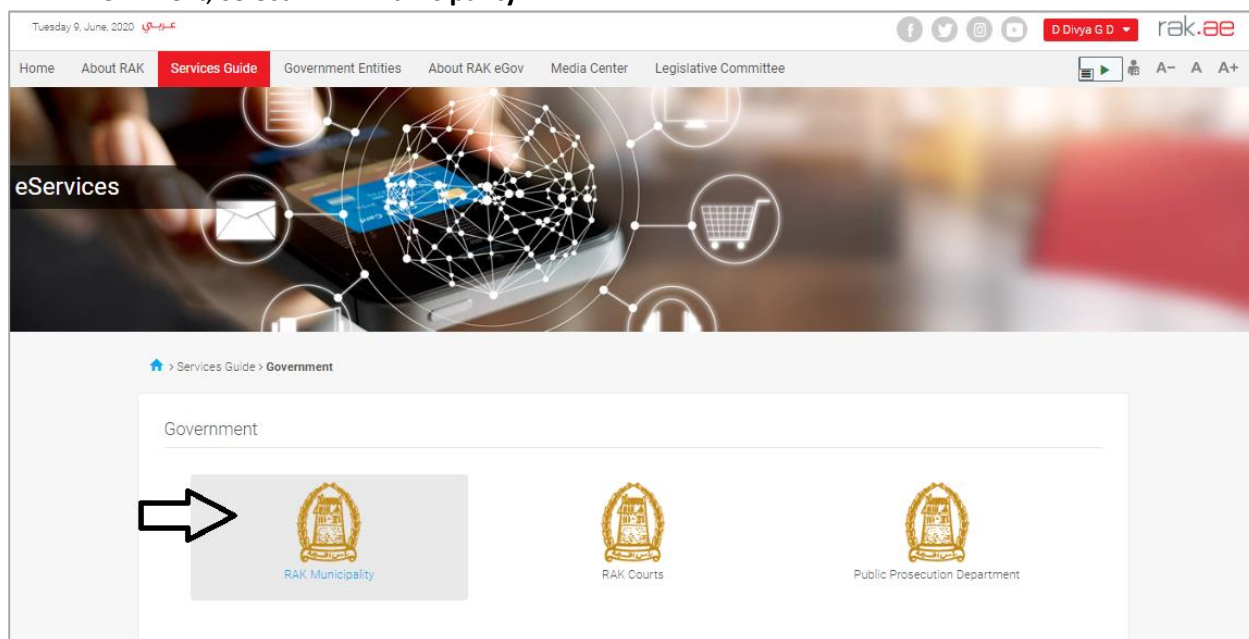 Tuesday 9, June, 2020 عـربـي
D Divya G D
rak.ae
Home About RAK Services Guide Government Entities About RAK eGov Media Center Legislative Committee
A- A A+
eServices
> Services Guide > Government
Government
RAK Municipality RAK Courts Public Prosecution Department